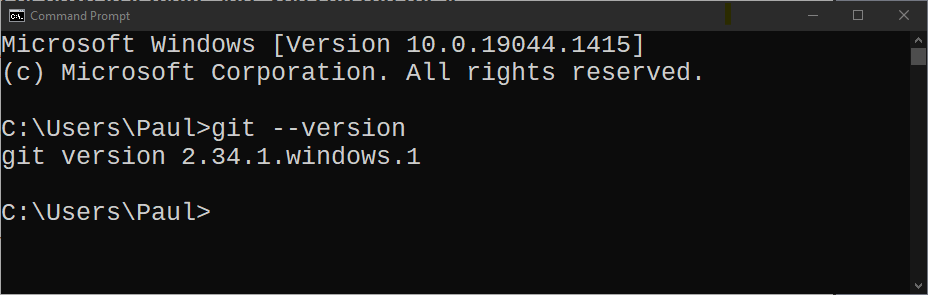 Command Prompt
Microsoft Windows [Version 10.0.19044.1415]
(c) Microsoft Corporation. All rights reserved.
C:\Users\Paul>git --version
git version 2.34.1.windows.1
C:\Users\Paul>